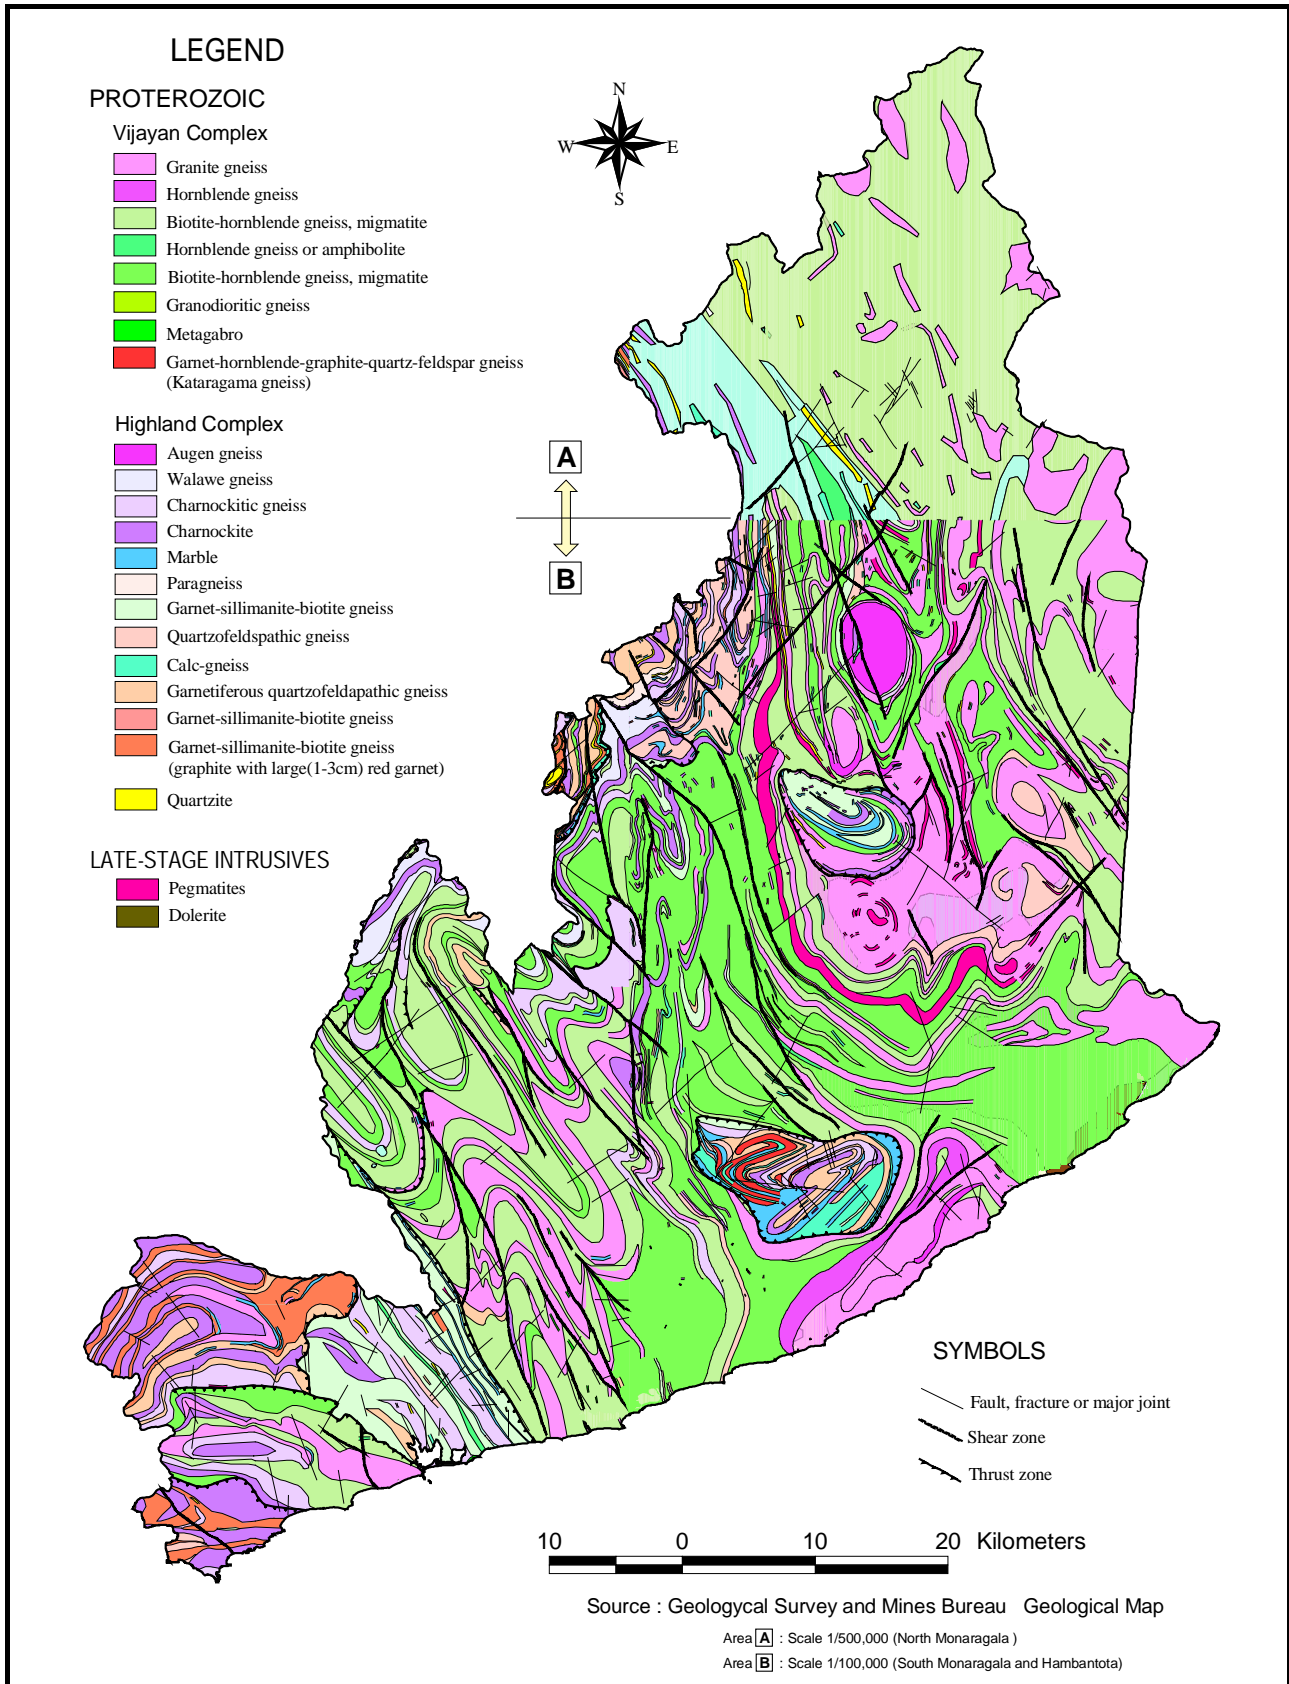 LEGEND
PROTEROZOIC
Vijayan Complex
Granite gneiss
Hornblende gneiss
Biotite-hornblende gneiss, migmatite
Hornblende gneiss or amphibolite
Biotite-hornblende gneiss, migmatite
Granodioritic gneiss
Metagabro
Garnet-hornblende-graphite-quartz-feldspar gneiss
(Kataragama gneiss)
Highland Complex
Augen gneiss
Walawe gneiss
Charnockitic gneiss
Charnockite
Marble
Paragneiss
Garnet-sillimanite-biotite gneiss
Quartzofeldspathic gneiss
Calc-gneiss
Garnetiferous quartzofeldapathic gneiss
Garnet-sillimanite-biotite gneiss
Garnet-sillimanite-biotite gneiss
(graphite with large(1-3cm) red garnet)
Quartzite
LATE-STAGE INTRUSIVES
Pegmatites
Dolerite
N
W E
S
A
B
SYMBOLS
Fault, fracture or major joint
Shear zone
Thrust zone
10 0 10 20 Kilometers
Source : Geologycal Survey and Mines Bureau Geological Map
Area A : Scale 1/500,000 (North Monaragala )
Area B : Scale 1/100,000 (South Monaragala and Hambantota)